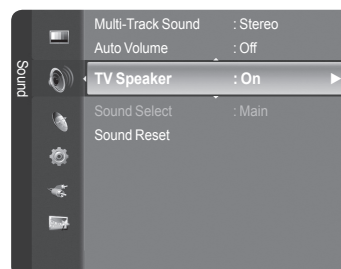 Sound
Multi-Track Sound : Stereo
Auto Volume : Off
TV Speaker : On
Sound Select : Main
Sound Reset